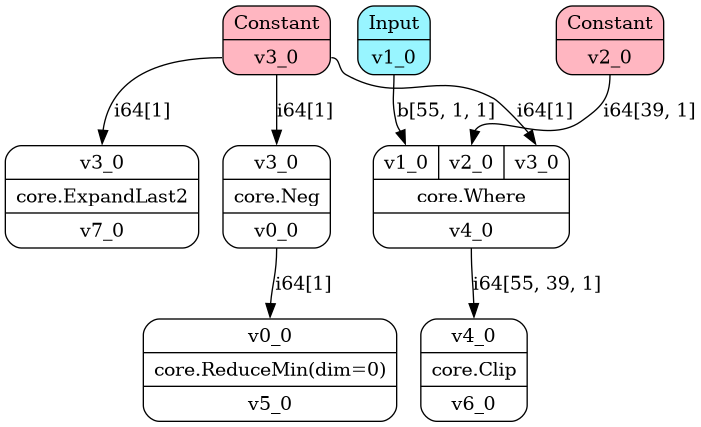 Constant
v3_0
Input
v1_0
Constant
v2_0
i64[1]
i64[1]
b[55, 1, 1]
i64[1]
i64[39, 1]
v3_0
core.ExpandLast2
v7_0
v3_0
core.Neg
v0_0
v1_0 v2_0 v3_0
core.Where
v4_0
i64[1]
i64[55, 39, 1]
v0_0
core.ReduceMin(dim=0)
v5_0
v4_0
core.Clip
v6_0